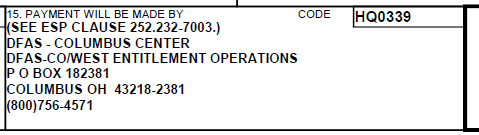 15. PAYMENT WILL BE MADE BY CODE HQ0339
(SEE ESP CLAUSE 252.232-7003.)
DFAS - COLUMBUS CENTER
DFAS-CO/WEST ENTITLEMENT OPERATIONS
P O BOX 182381
COLUMBUS OH 43218-2381
(800)756-4571